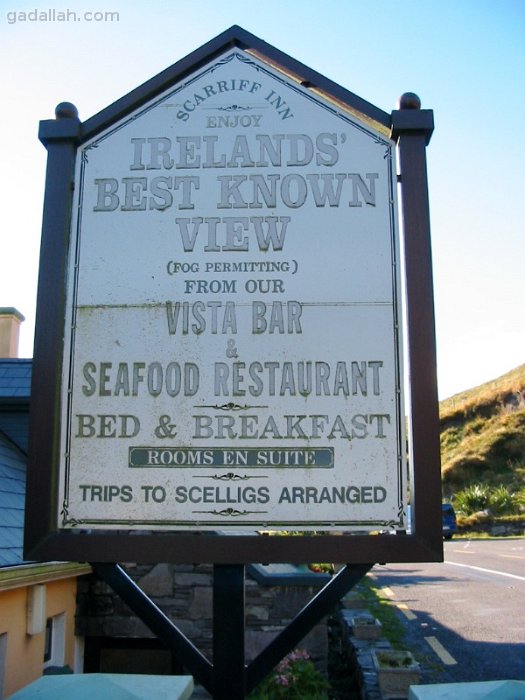 gadallah.com
SCARRIFF INN
ENJOY
IRELANDS'
BEST KNOWN
VIEW
(FOG PERMITTING)
FROM OUR
VISTA BAR
&
SEAFOOD RESTAURANT
BED & BREAKFAST
ROOMS EN SUITE
TRIPS TO SCELLIGS ARRANGED